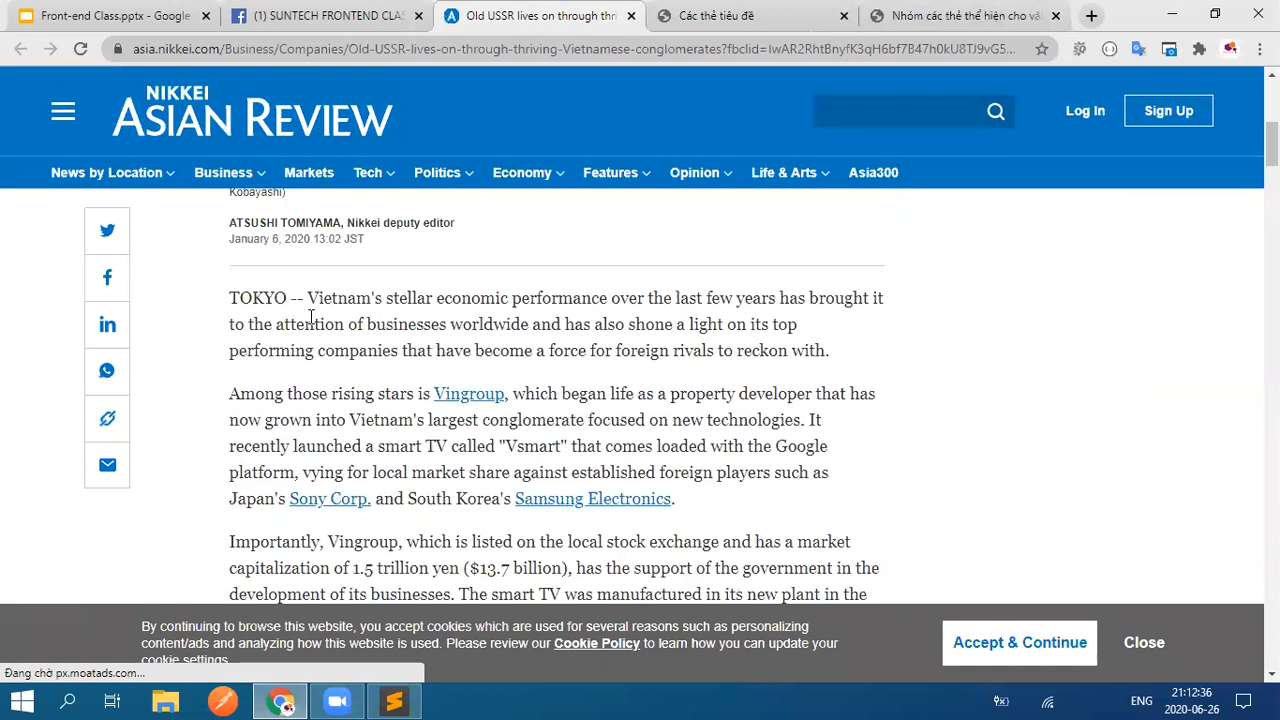 Front-end Class.pptx - Google
(1) SUNTECH FRONTEND CLAS
Old USSR lives on through thri
Các thẻ tiêu đề
Nhóm các thẻ thể hiện cho vă
asia.nikkei.com/Business/Companies/Old-USSR-lives-on-through-thriving-Vietnamese-conglomerates?fbclid=IwAR2RhtBnyfK3qH6bf7B47h0kU8TJ9vG5...
NIKKEI
ASIAN REVIEW
Log In
Sign Up
News by Location
Business
Markets
Tech
Politics
Economy
Features
Opinion
Life & Arts
Asia300
Kobayashi)
ATSUSHI TOMIYAMA, Nikkei deputy editor
January 6, 2020 13:02 JST
TOKYO -- Vietnam's stellar economic performance over the last few years has brought it
to the attention of businesses worldwide and has also shone a light on its top
performing companies that have become a force for foreign rivals to reckon with.
Among those rising stars is Vingroup, which began life as a property developer that has
now grown into Vietnam's largest conglomerate focused on new technologies. It
recently launched a smart TV called "Vsmart" that comes loaded with the Google
platform, vying for local market share against established foreign players such as
Japan's Sony Corp. and South Korea's Samsung Electronics.
Importantly, Vingroup, which is listed on the local stock exchange and has a market
capitalization of 1.5 trillion yen ($13.7 billion), has the support of the government in the
development of its businesses. The smart TV was manufactured in its new plant in the
By continuing to browse this website, you accept cookies which are used for several reasons such as personalizing
content/ads and analyzing how this website is used. Please review our Cookie Policy to learn how you can update your
cookie settings.
Accept & Continue
Close
Đang chờ px.moatads.com...
ENG
21:12:36
2020-06-26